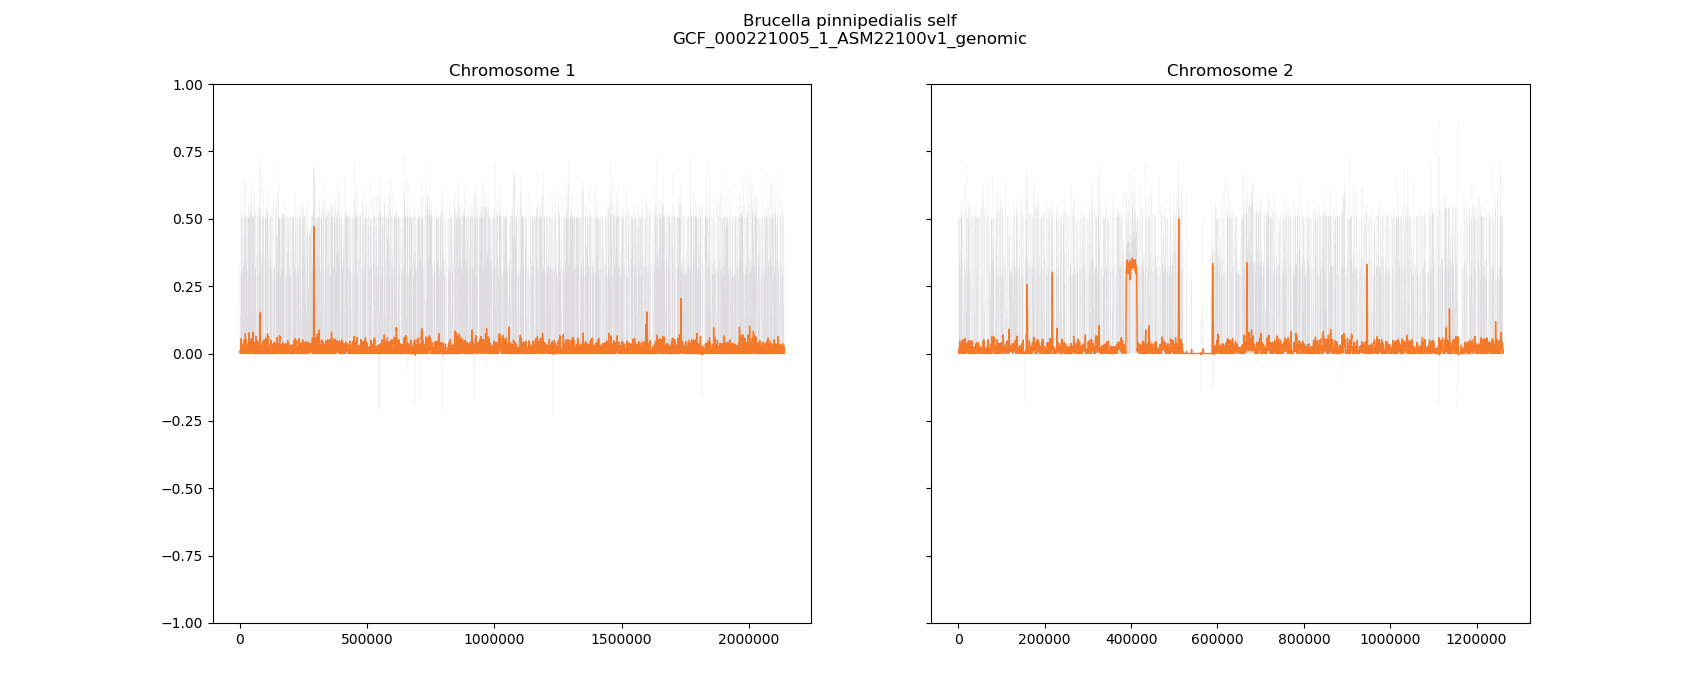 Brucella pinnipedialis self
GCF_000221005_1_ASM22100v1_genomic
Chromosome 1
Chromosome 2
1.00
0.75
0.50
0.25
0.00
−0.25
−0.50
−0.75
−1.00
0 500000 1000000 1500000 2000000
0 200000 400000 600000 800000 1000000 1200000